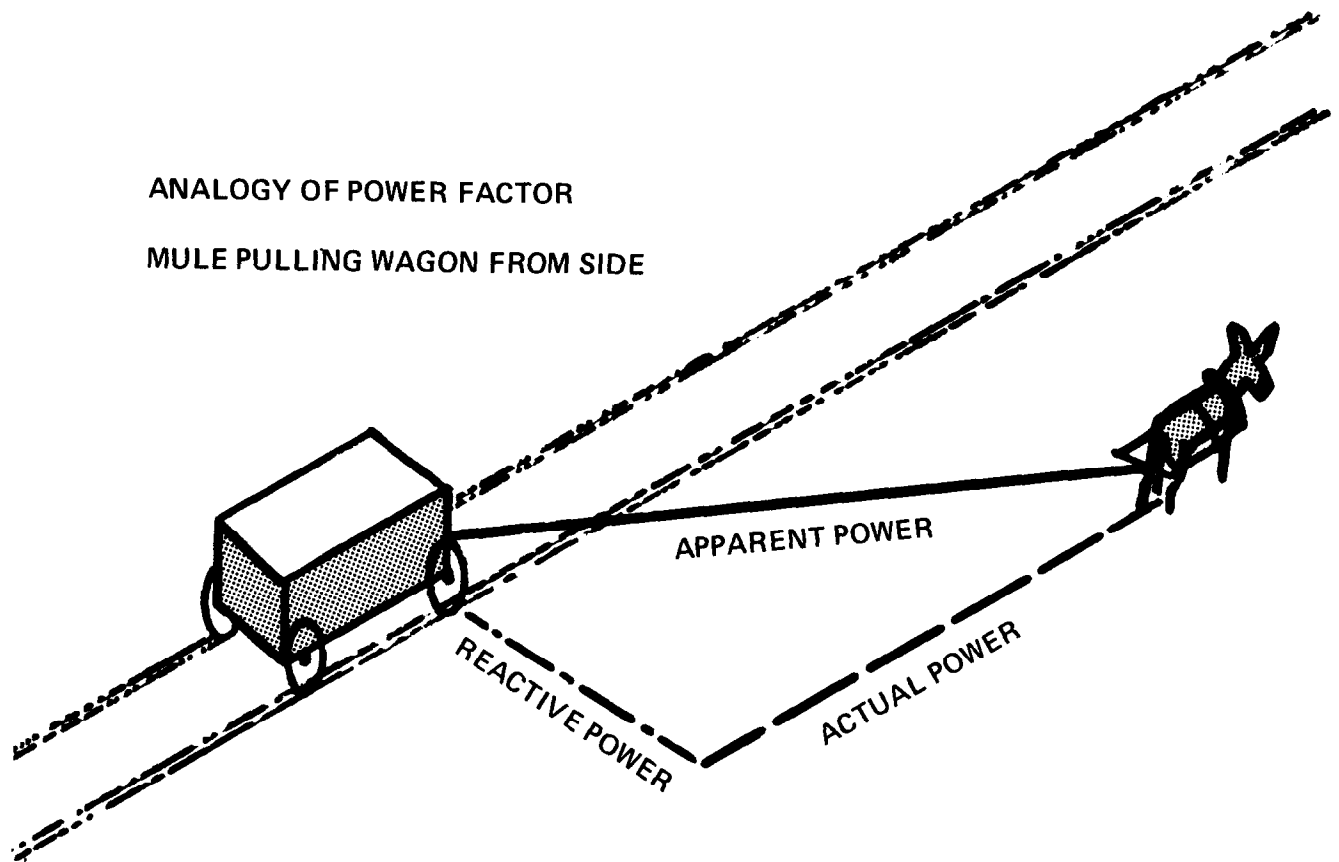 ANALOGY OF POWER FACTOR
MULE PULLING WAGON FROM SIDE
APPARENT POWER
REACTIVE POWER
ACTUAL POWER